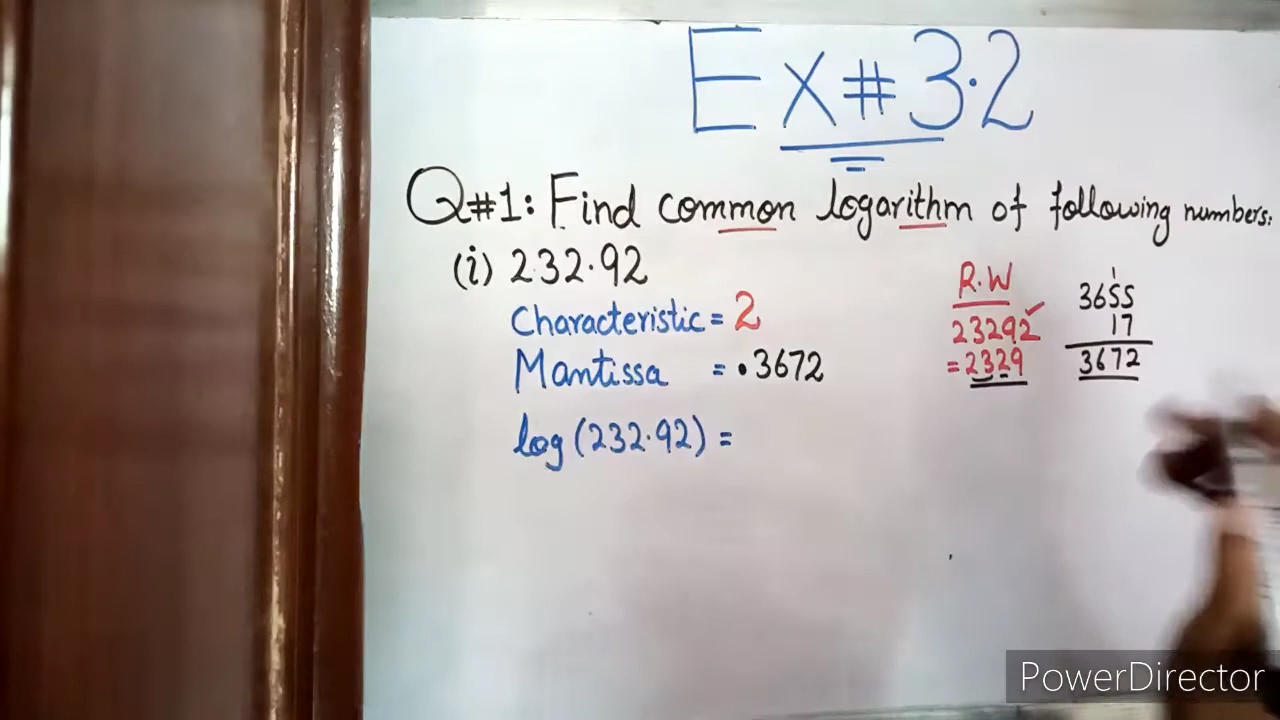 Ex#3.2
Q#1: Find common logarithm of following numbers:
(i) 232.92
Characteristic = 2
Mantissa = .3672
log(232.92) =
R.W
23292✓
=2329
1
3655
17
3672
PowerDirector